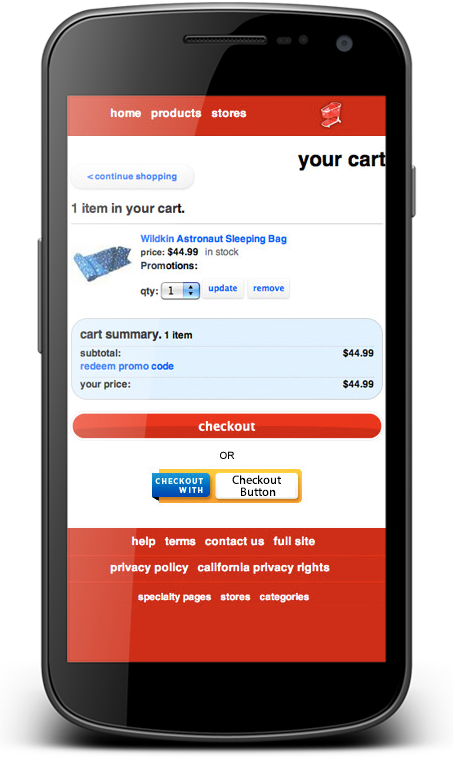 home products stores
your cart
< continue shopping
1 item in your cart.
Wildkin Astronaut Sleeping Bag
price: $44.99 in stock
Promotions:
qty: 1 update remove
cart summary. 1 item
subtotal: $44.99
redeem promo code
your price: $44.99
checkout
OR
CHECKOUT WITH
Checkout Button
help terms contact us full site
privacy policy california privacy rights
specialty pages stores categories